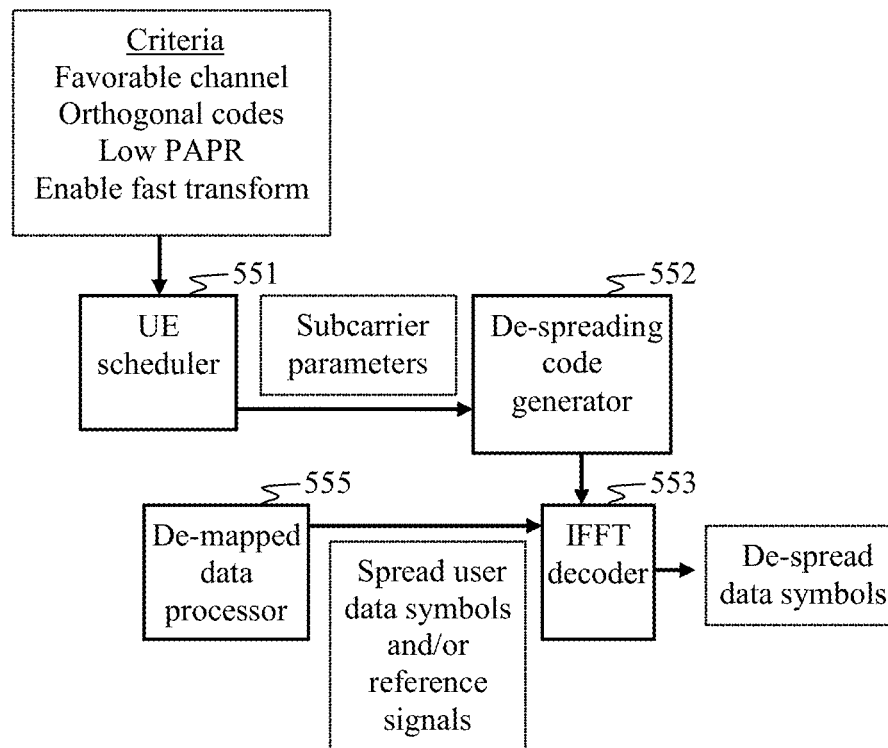 Criteria
Favorable channel
Orthogonal codes
Low PAPR
Enable fast transform
551
UE
scheduler
Subcarrier
parameters
552
De-spreading
code
generator
555
De-mapped
data
processor
Spread user
data symbols
and/or
reference
signals
553
IFFT
decoder
De-spread
data symbols